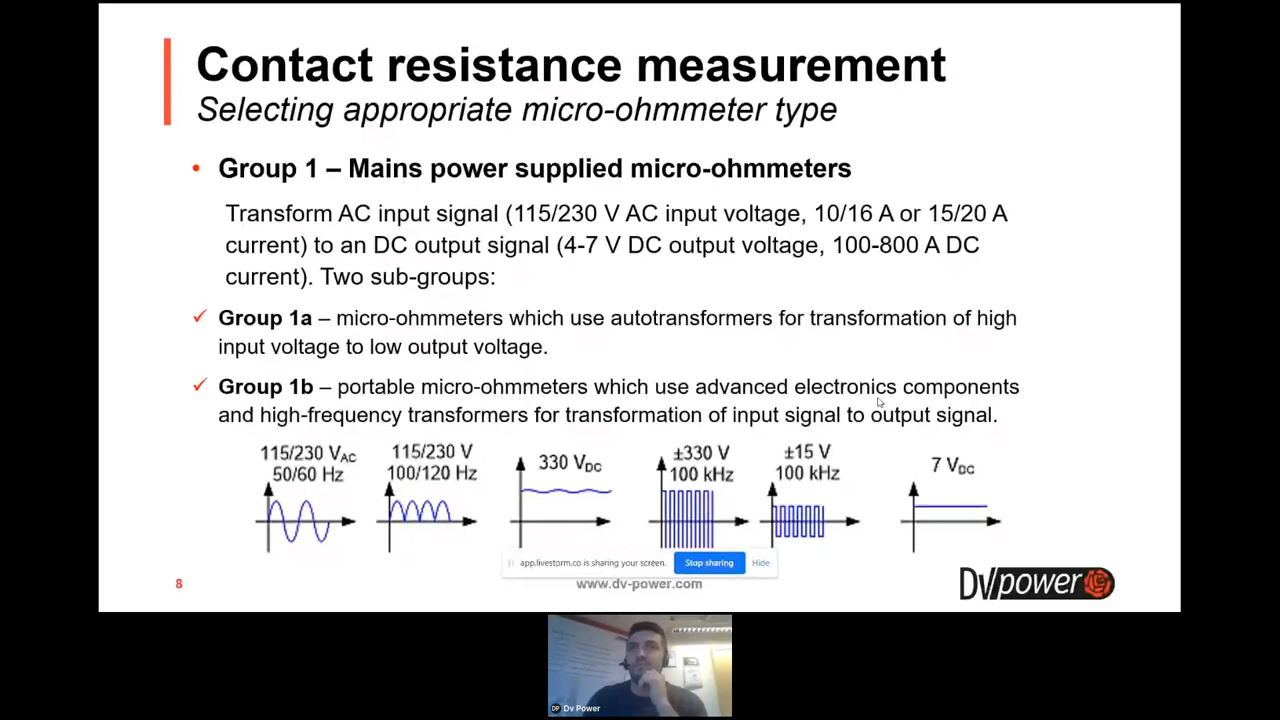 Contact resistance measurement
Selecting appropriate micro-ohmmeter type
• Group 1 – Mains power supplied micro-ohmmeters
Transform AC input signal (115/230 V AC input voltage, 10/16 A or 15/20 A
current) to an DC output signal (4-7 V DC output voltage, 100-800 A DC
current). Two sub-groups:
✓ Group 1a – micro-ohmmeters which use autotransformers for transformation of high
input voltage to low output voltage.
✓ Group 1b – portable micro-ohmmeters which use advanced electronics components
and high-frequency transformers for transformation of input signal to output signal.
115/230 VAC
50/60 Hz
115/230 V
100/120 Hz
330 VDC
±330 V
100 kHz
±15 V
100 kHz
7 VDC
app.livestorm.co is sharing your screen.
Stop sharing
Hide
8
www.dv-power.com
DV/power
DP Dv Power